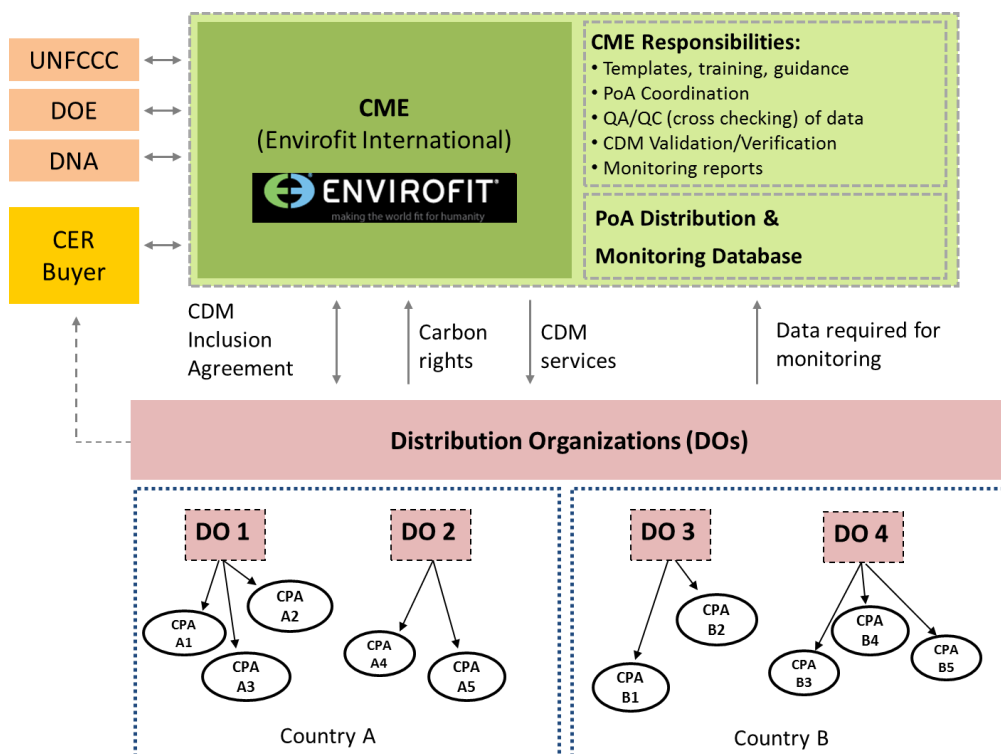 UNFCCC
DOE
DNA
CER
Buyer
CME
(Envirofit International)
ENVIROFIT®
making the world fit for humanity
CME Responsibilities:
• Templates, training, guidance
• PoA Coordination
• QA/QC (cross checking) of data
• CDM Validation/Verification
• Monitoring reports
PoA Distribution &
Monitoring Database
CDM
Inclusion
Agreement
Carbon
rights
CDM
services
Data required for
monitoring
Distribution Organizations (DOs)
DO 1
DO 2
CPA
A1
CPA
A2
CPA
A3
CPA
A4
CPA
A5
Country A
DO 3
DO 4
CPA
B1
CPA
B2
CPA
B3
CPA
B4
CPA
B5
Country B